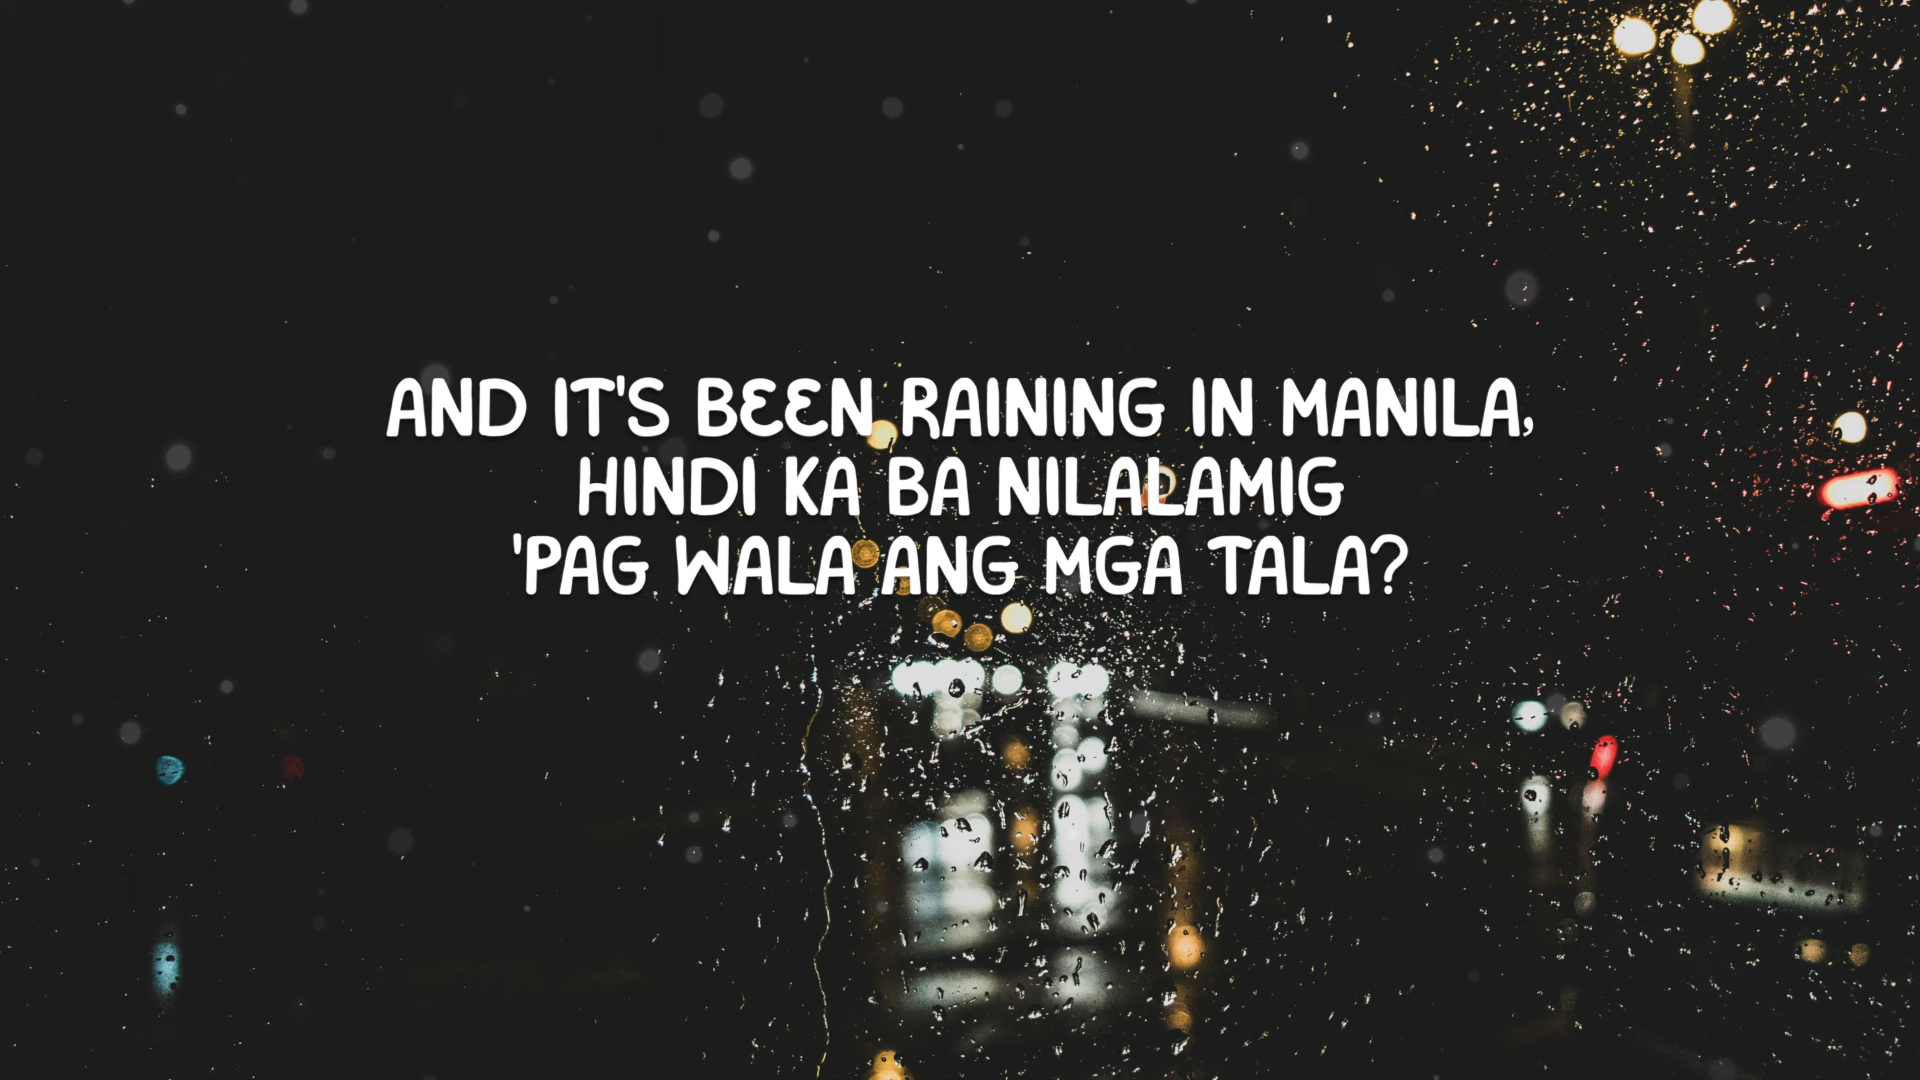 AND IT'S BEEN RAINING IN MANILA,
HINDI KA BA NILALAMIG
'PAG WALA ANG MGA TALA?